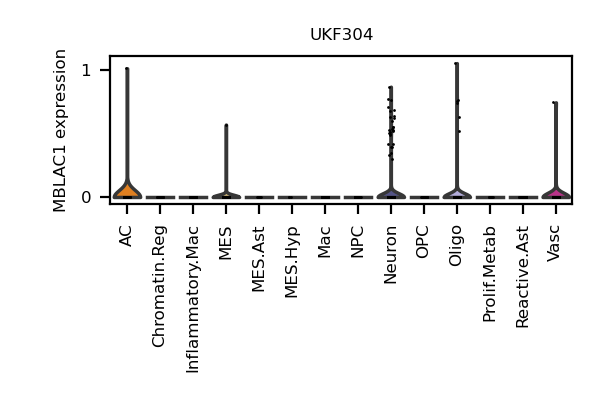 UKF304
MBLAC1 expression
1
0
AC
Chromatin.Reg
Inflammatory.Mac
MES
MES.Ast
MES.Hyp
Mac
NPC
Neuron
OPC
Oligo
Prolif.Metab
Reactive.Ast
Vasc